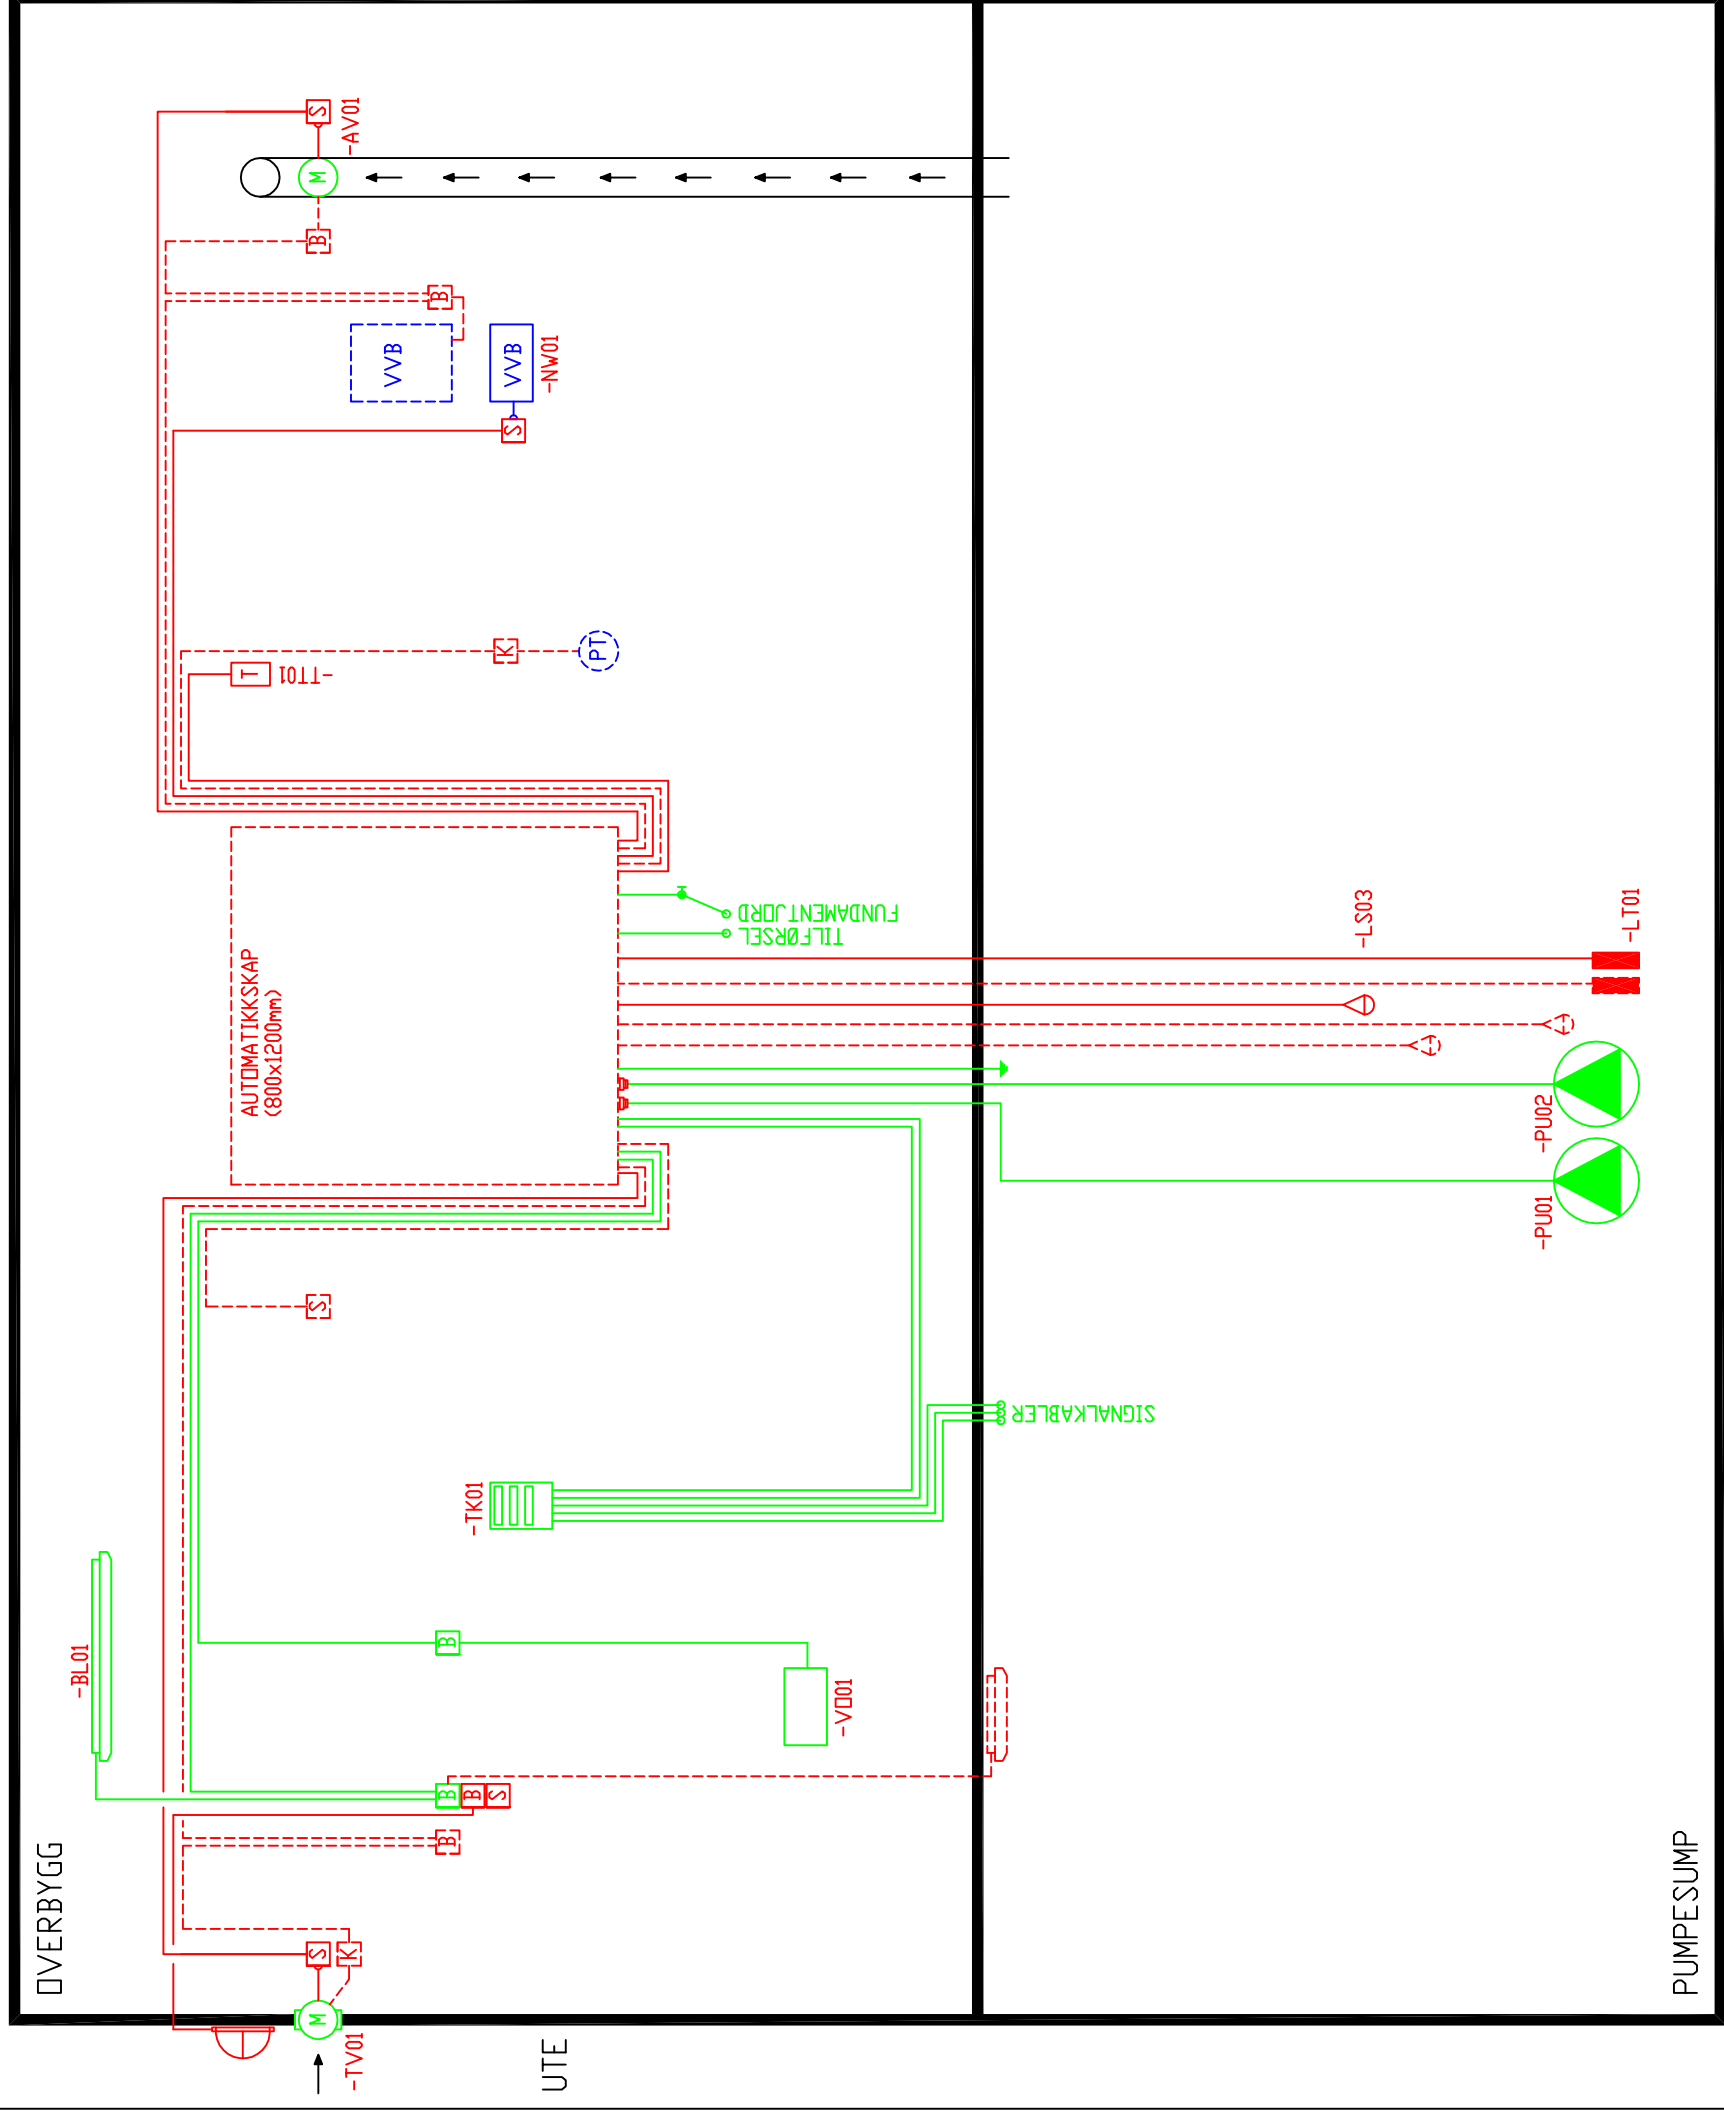 OVERBYGG
-BL01
T
AUTOMATIKKSKAP
(800x1200mm)
-TT01
M
S
S
B
M
S
K
-TV01
-AV01
VVB
B
B
B
B
B
-TK01
S
K
S
VVB
-NW01
UTE
PT
FUNDAMENTJORD
TILFØRSEL
-VO01
SIGNALKABLER
-LS03
-PU01
-PU02
-LT01
PUMPESUMP